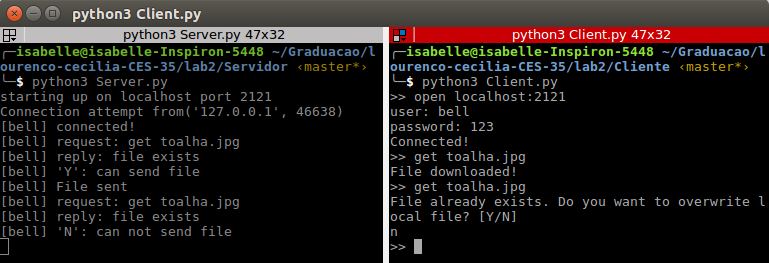 python3 Client.py
python3 Server.py 47x32
┌─isabelle@isabelle-Inspiron-5448 ~/Graduacao/l
ourenco-cecilia-CES-35/lab2/Servidor ‹master*›
└─$ python3 Server.py
starting up on localhost port 2121
Connection attempt from('127.0.0.1', 46638)
[bell] connected!
[bell] request: get toalha.jpg
[bell] reply: file exists
[bell] 'Y': can send file
[bell] File sent
[bell] request: get toalha.jpg
[bell] reply: file exists
[bell] 'N': can not send file
python3 Client.py 47x32
┌─isabelle@isabelle-Inspiron-5448 ~/Graduacao/l
ourenco-cecilia-CES-35/lab2/Cliente ‹master*›
└─$ python3 Client.py
>> open localhost:2121
user: bell
password: 123
Connected!
>> get toalha.jpg
File downloaded!
>> get toalha.jpg
File already exists. Do you want to overwrite l
ocal file? [Y/N]
n
>>